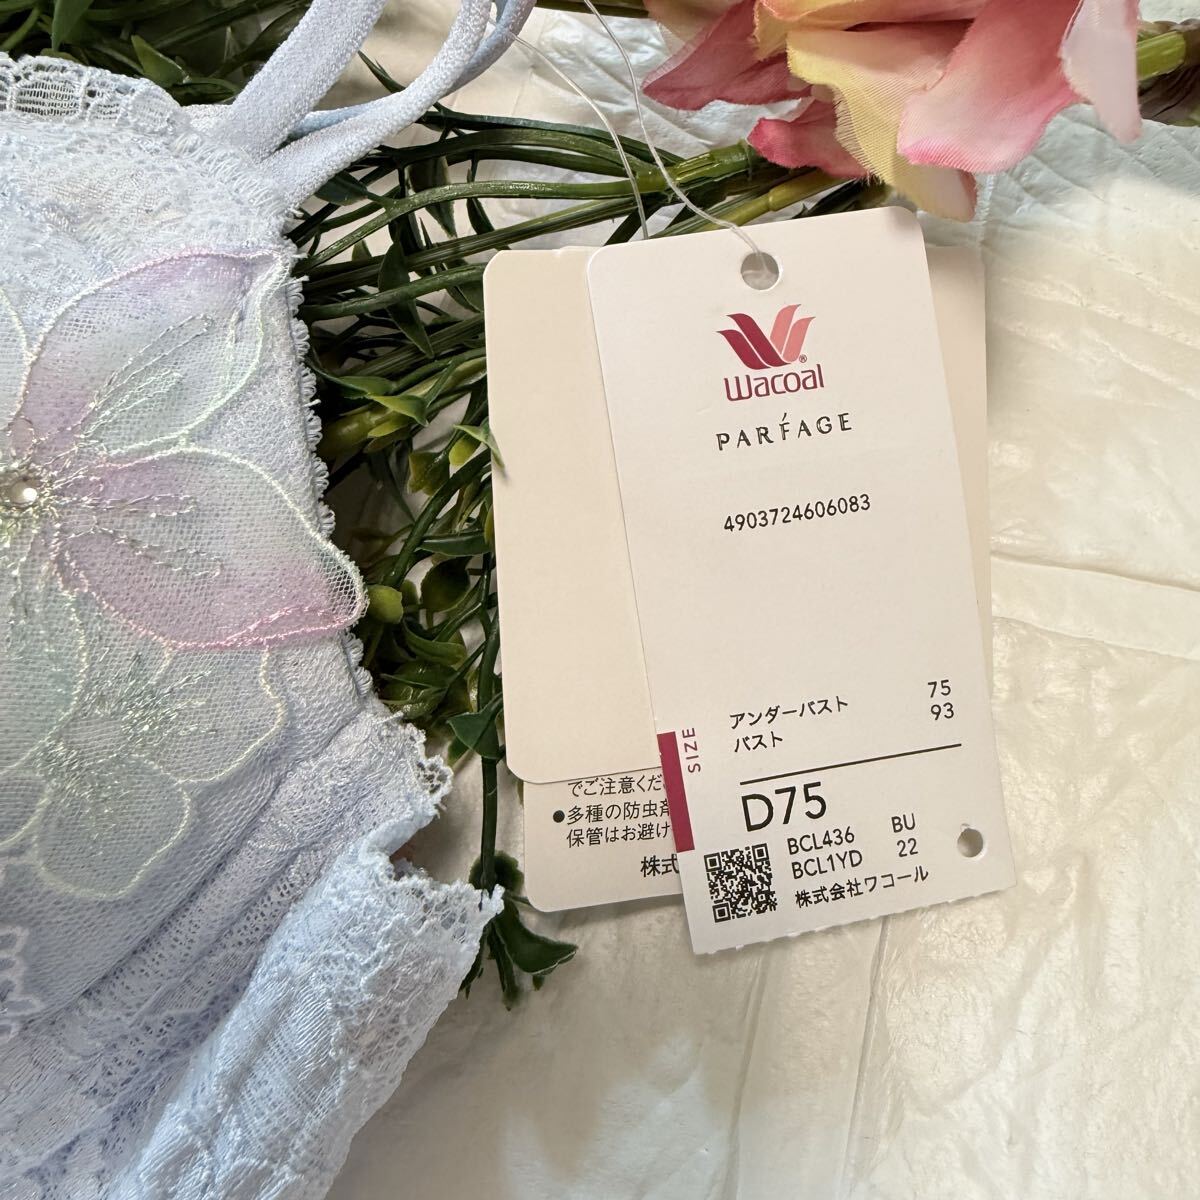 Wacoal
PARFAGE
4903724606083
アンダーバスト 75
バスト 93
SIZE
D75
BCL436 BU
BCL1YD 22
株式会社ワコール
でご注意くだ
●多種の防虫剤
保管はお避け
株式